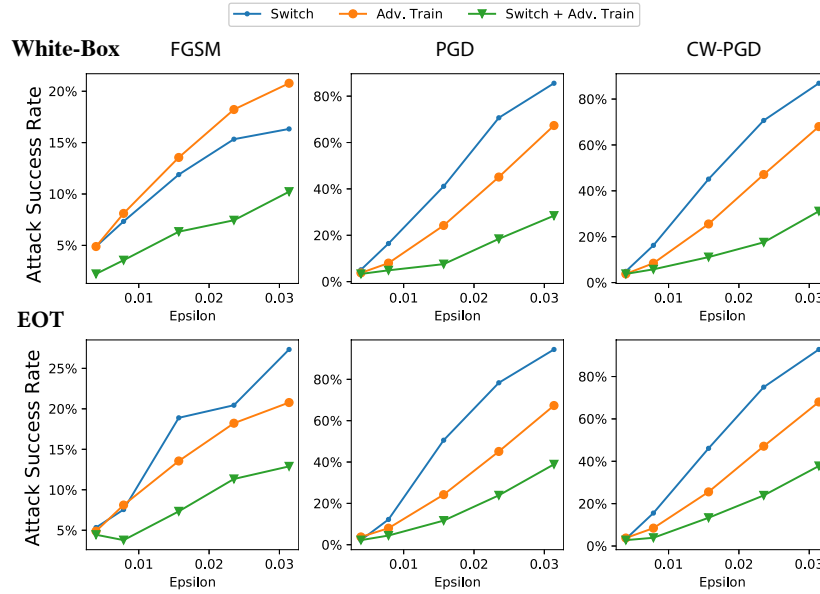 Switch Adv. Train Switch + Adv. Train
White-Box FGSM PGD CW-PGD
Attack Success Rate
20%
15%
10%
5%
0.01 0.02 0.03
Epsilon
80%
60%
40%
20%
0%
0.01 0.02 0.03
Epsilon
80%
60%
40%
20%
0%
0.01 0.02 0.03
Epsilon
EOT
Attack Success Rate
25%
20%
15%
10%
5%
0.01 0.02 0.03
Epsilon
80%
60%
40%
20%
0%
0.01 0.02 0.03
Epsilon
80%
60%
40%
20%
0%
0.01 0.02 0.03
Epsilon